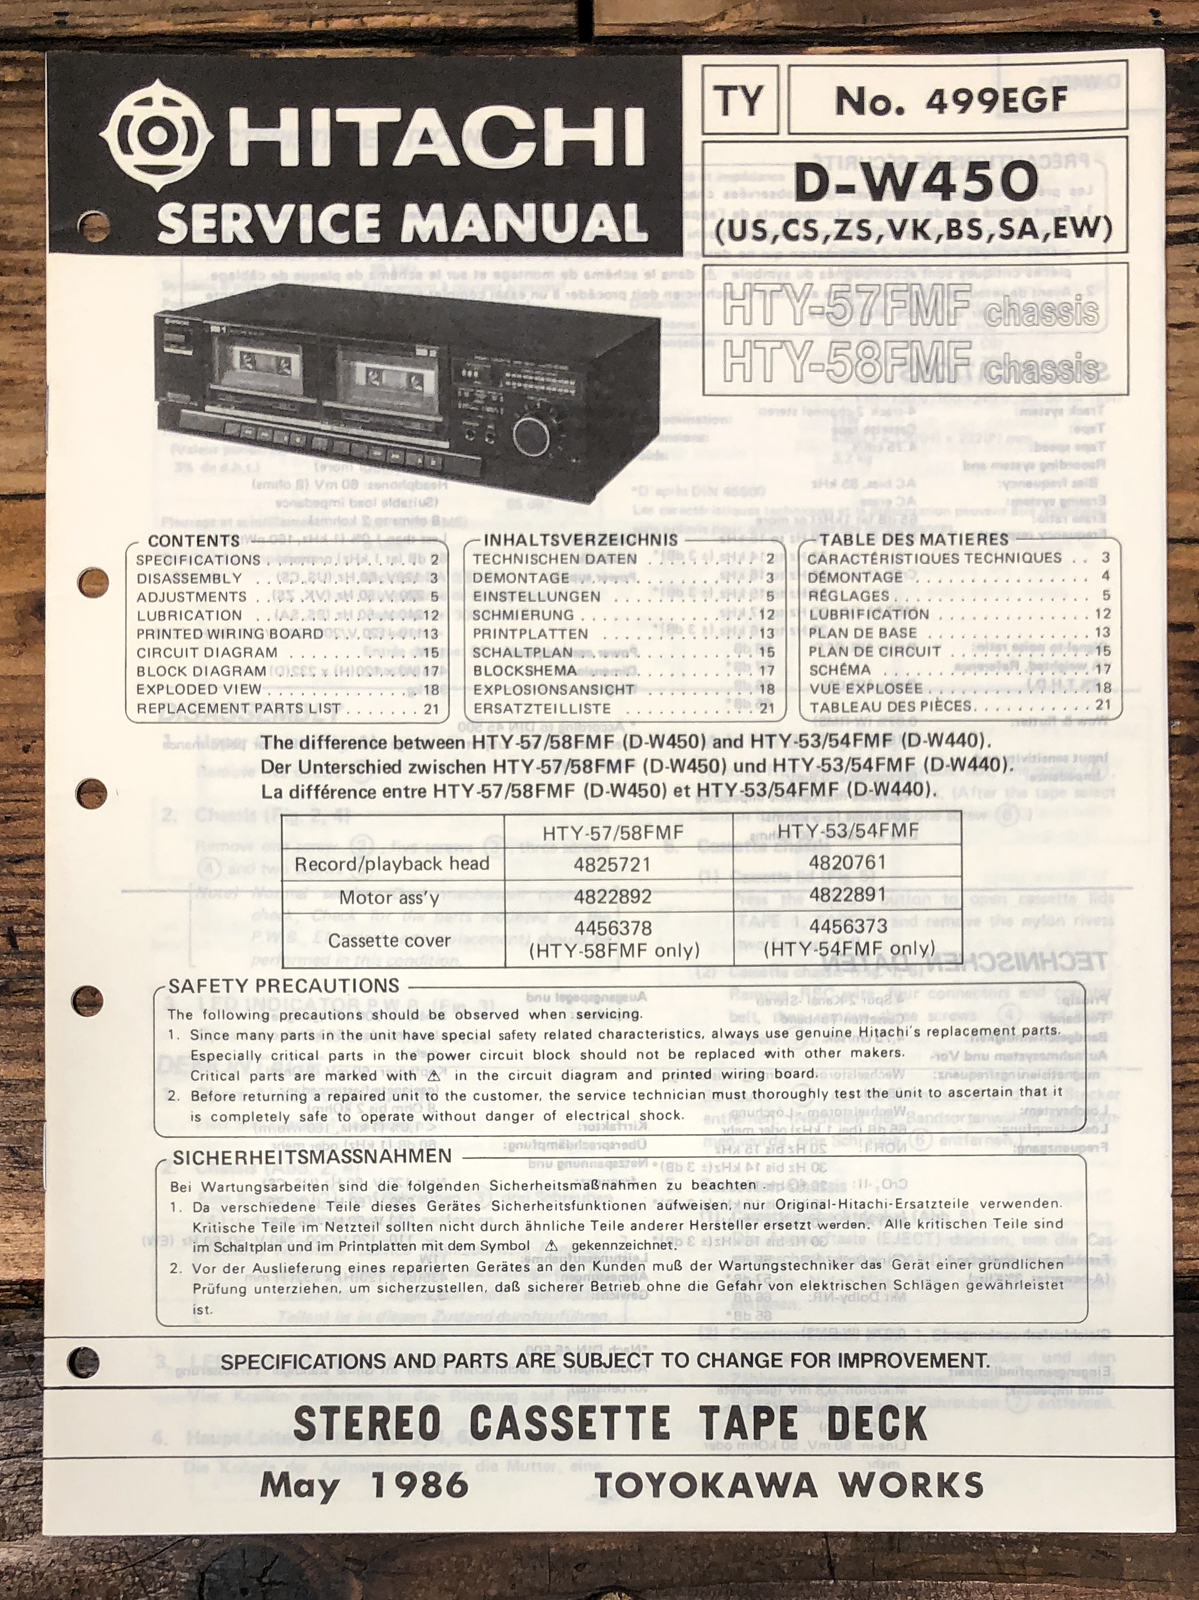 HITACHI
SERVICE MANUAL
TY
No. 499EGF
D-W450
(US,CS,ZS,VK,BS,SA,EW)
HTY-57FMF chassis
HTY-58FMF chassis
CONTENTS
SPECIFICATIONS 2
DISASSEMBLY 3
ADJUSTMENTS 5
LUBRICATION 12
PRINTED WIRING BOARD 13
CIRCUIT DIAGRAM 15
BLOCK DIAGRAM 17
EXPLODED VIEW 18
REPLACEMENT PARTS LIST 21
INHALTSVERZEICHNIS
TECHNISCHEN DATEN 2
DEMONTAGE 3
EINSTELLUNGEN 5
SCHMIERUNG 12
PRINTPLATTEN 13
SCHALTPLAN 15
BLOCKSHEMA 17
EXPLOSIONSANSICHT 18
ERSATZTEILLISTE 21
TABLE DES MATIERES
CARACTÉRISTIQUES TECHNIQUES 3
DÉMONTAGE 4
RÉGLAGES 5
LUBRIFICATION 12
PLAN DE BASE 13
PLAN DE CIRCUIT 15
SCHÉMA 17
VUE EXPLOSÉE 18
TABLEAU DES PIÈCES 21
The difference between HTY-57/58FMF (D-W450) and HTY-53/54FMF (D-W440).
Der Unterschied zwischen HTY-57/58FMF (D-W450) und HTY-53/54FMF (D-W440).
La différence entre HTY-57/58FMF (D-W450) et HTY-53/54FMF (D-W440).
HTY-57/58FMF HTY-53/54FMF
Record/playback head 4825721 4820761
Motor ass'y 4822892 4822891
Cassette cover 4456378 (HTY-58FMF only) 4456373 (HTY-54FMF only)
SAFETY PRECAUTIONS
The following precautions should be observed when servicing.
1. Since many parts in the unit have special safety related characteristics, always use genuine Hitachi's replacement parts.
Especially critical parts in the power circuit block should not be replaced with other makers.
Critical parts are marked with ⚠ in the circuit diagram and printed wiring board.
2. Before returning a repaired unit to the customer, the service technician must thoroughly test the unit to ascertain that it
is completely safe to operate without danger of electrical shock.
SICHERHEITSMASSNAHMEN
Bei Wartungsarbeiten sind die folgenden Sicherheitsmaßnahmen zu beachten.
1. Da verschiedene Teile dieses Gerätes Sicherheitsfunktionen aufweisen, nur Original-Hitachi-Ersatzteile verwenden.
Kritische Teile im Netzteil sollten nicht durch ähnliche Teile anderer Hersteller ersetzt werden. Alle kritischen Teile sind
im Schaltplan und im Printplatten mit dem Symbol ⚠ gekennzeichnet.
2. Vor der Auslieferung eines reparierten Gerätes an den Kunden muß der Wartungstechniker das Gerät einer gründlichen
Prüfung unterziehen, um sicherzustellen, daß sicherer Betrieb ohne die Gefahr von elektrischen Schlägen gewährleistet
ist.
SPECIFICATIONS AND PARTS ARE SUBJECT TO CHANGE FOR IMPROVEMENT.
STEREO CASSETTE TAPE DECK
May 1986 TOYOKAWA WORKS